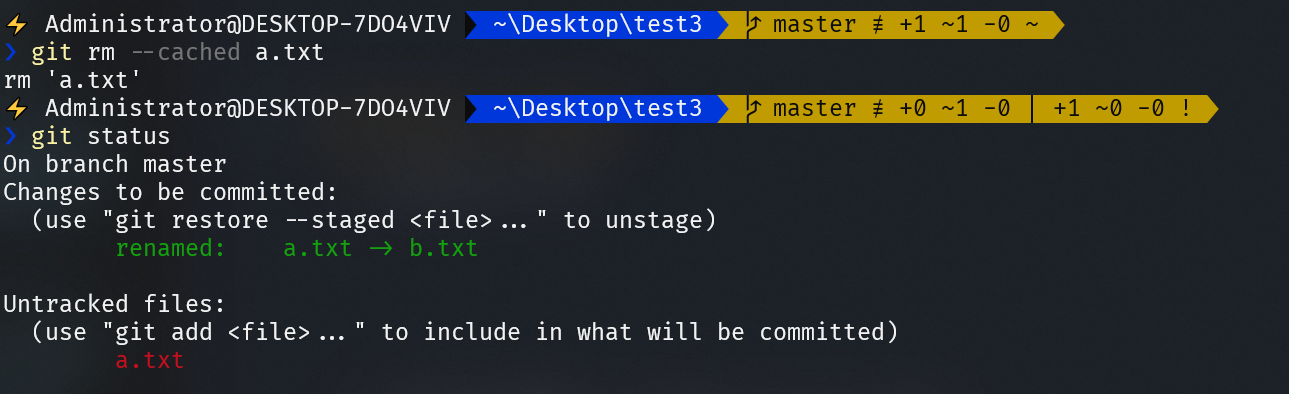 ⚡ Administrator@DESKTOP-7DO4VIV ~\Desktop\test3 master ≢ +1 ~1 -0 ~
❯ git rm --cached a.txt
rm 'a.txt'
⚡ Administrator@DESKTOP-7DO4VIV ~\Desktop\test3 master ≢ +0 ~1 -0 | +1 ~0 -0 !
❯ git status
On branch master
Changes to be committed:
(use "git restore --staged <file>..." to unstage)
renamed: a.txt -> b.txt
Untracked files:
(use "git add <file>..." to include in what will be committed)
a.txt